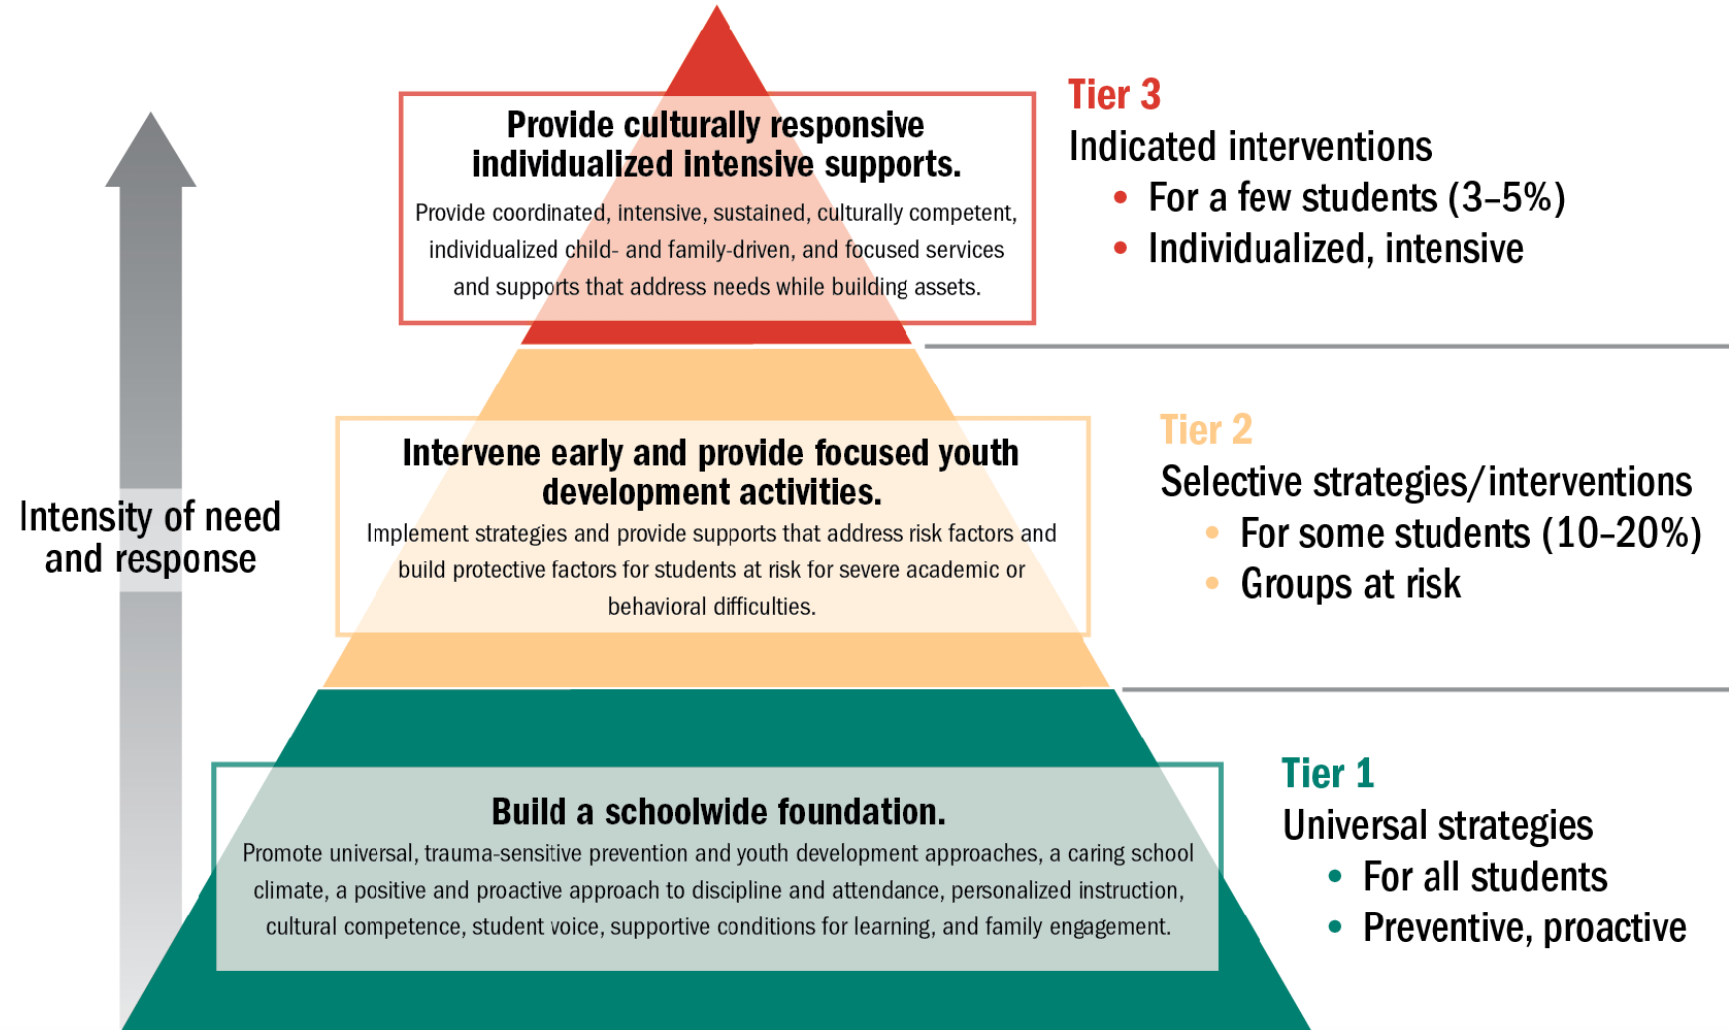 Provide culturally responsive
individualized intensive supports.
Provide coordinated, intensive, sustained, culturally competent,
individualized child- and family-driven, and focused services
and supports that address needs while building assets.
Tier 3
Indicated interventions
• For a few students (3–5%)
• Individualized, intensive
Intensity of need
and response
Intervene early and provide focused youth
development activities.
Implement strategies and provide supports that address risk factors and
build protective factors for students at risk for severe academic or
behavioral difficulties.
Tier 2
Selective strategies/interventions
• For some students (10–20%)
• Groups at risk
Build a schoolwide foundation.
Promote universal, trauma-sensitive prevention and youth development approaches, a caring school
climate, a positive and proactive approach to discipline and attendance, personalized instruction,
cultural competence, student voice, supportive conditions for learning, and family engagement.
Tier 1
Universal strategies
• For all students
• Preventive, proactive